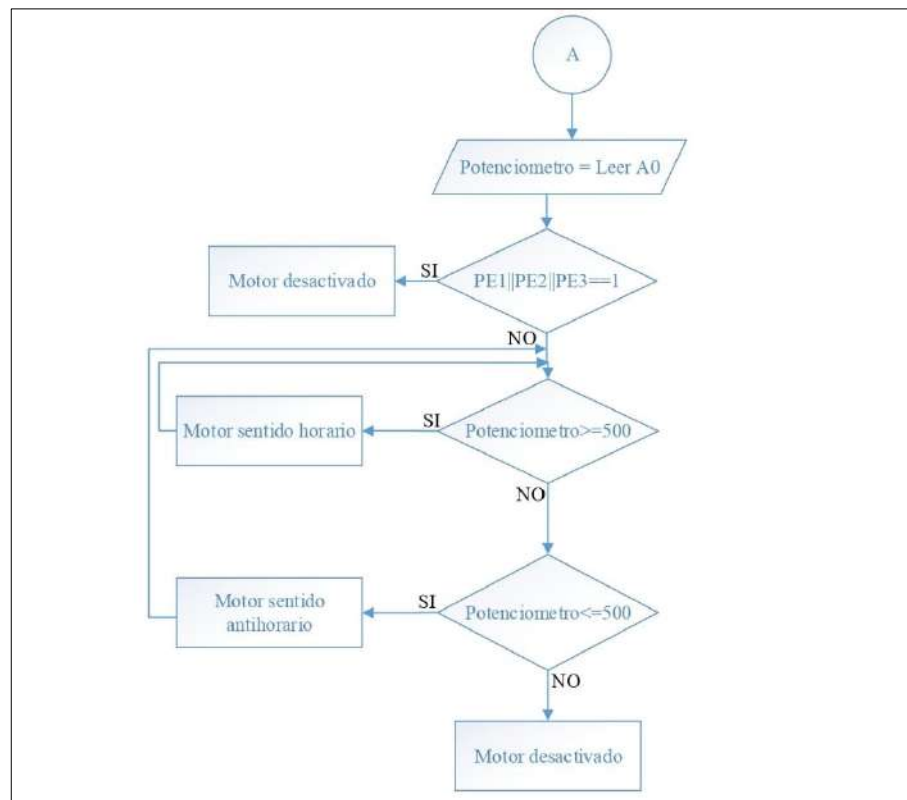 A
Potenciometro = Leer A0
PE1||PE2||PE3==1
SI
Motor desactivado
NO
Potenciometro>=500
SI
Motor sentido horario
NO
Potenciometro<=500
SI
Motor sentido
antihorario
NO
Motor desactivado